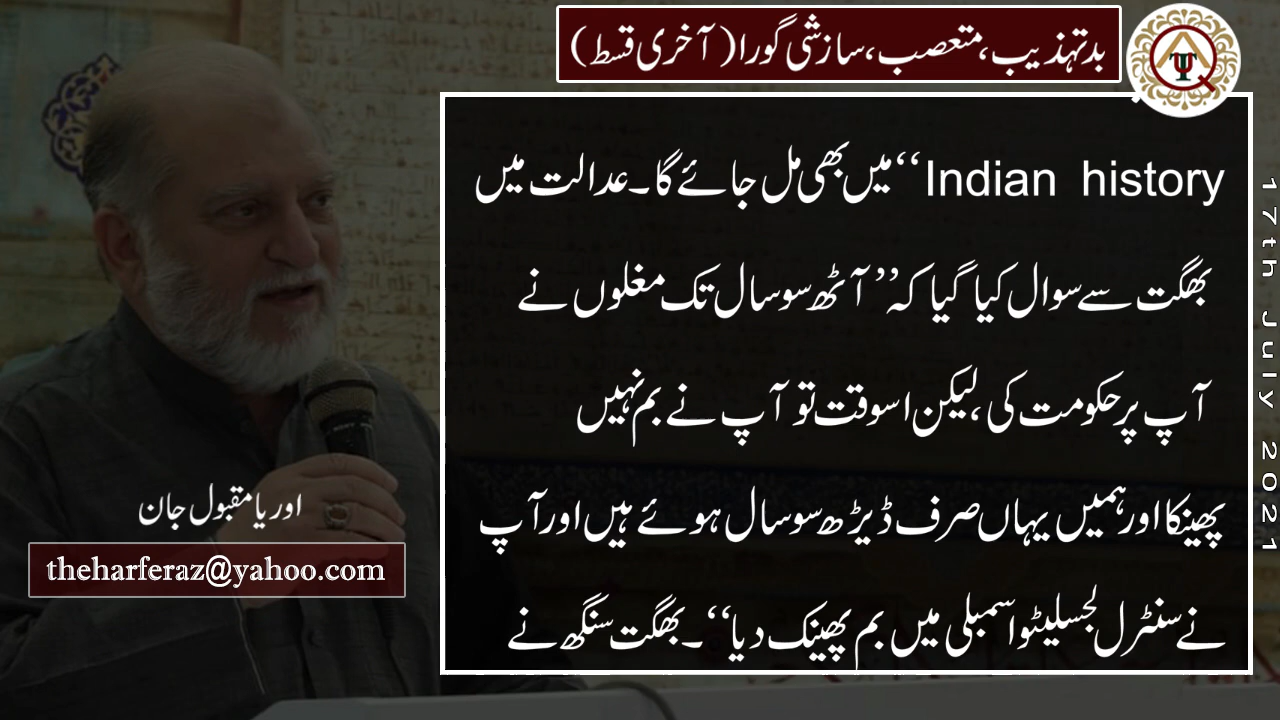 بدتہذیب، متعصب، سازشی گورا (آخری قسط)
Indian history‘‘ میں بھی مل جائے گا۔ عدالت میں
بھگت سے سوال کیا گیا کہ ’’آٹھ سو سال تک مغلوں نے
آپ پر حکومت کی، لیکن اسوقت تو آپ نے بم نہیں
پھینکا اور ہمیں یہاں صرف ڈیڑھ سو سال ہوئے ہیں اور آپ
نے سنٹرل لجسلیٹو اسمبلی میں بم پھینک دیا‘‘۔ بھگت سنگھ نے
اوریا مقبول جان
theharferaz@yahoo.com
17th July 2021